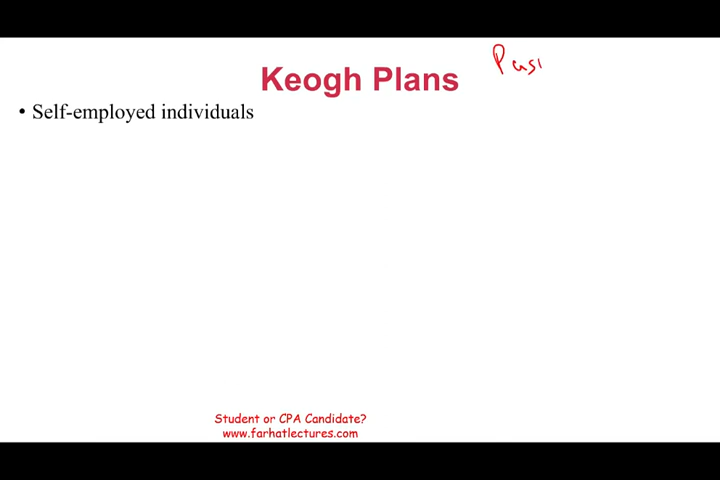 Keogh Plans
• Self-employed individuals
Student or CPA Candidate?
www.farhatlectures.com